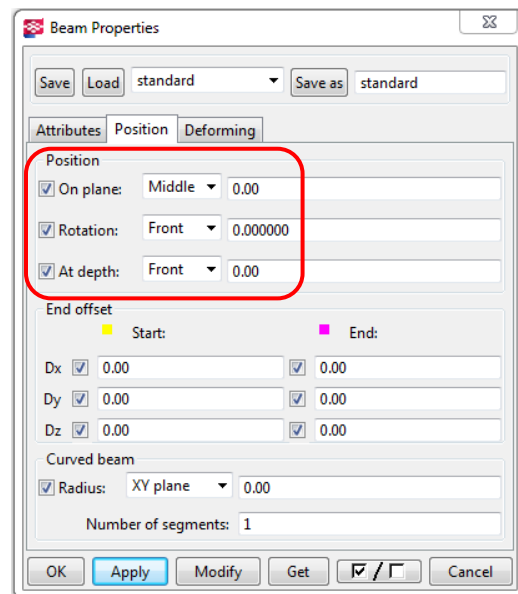 Beam Properties
Save Load standard Save as standard
Attributes Position Deforming
Position
On plane: Middle 0.00
Rotation: Front 0.000000
At depth: Front 0.00
End offset
Start: End:
Dx 0.00 0.00
Dy 0.00 0.00
Dz 0.00 0.00
Curved beam
Radius: XY plane 0.00
Number of segments: 1
OK Apply Modify Get / Cancel